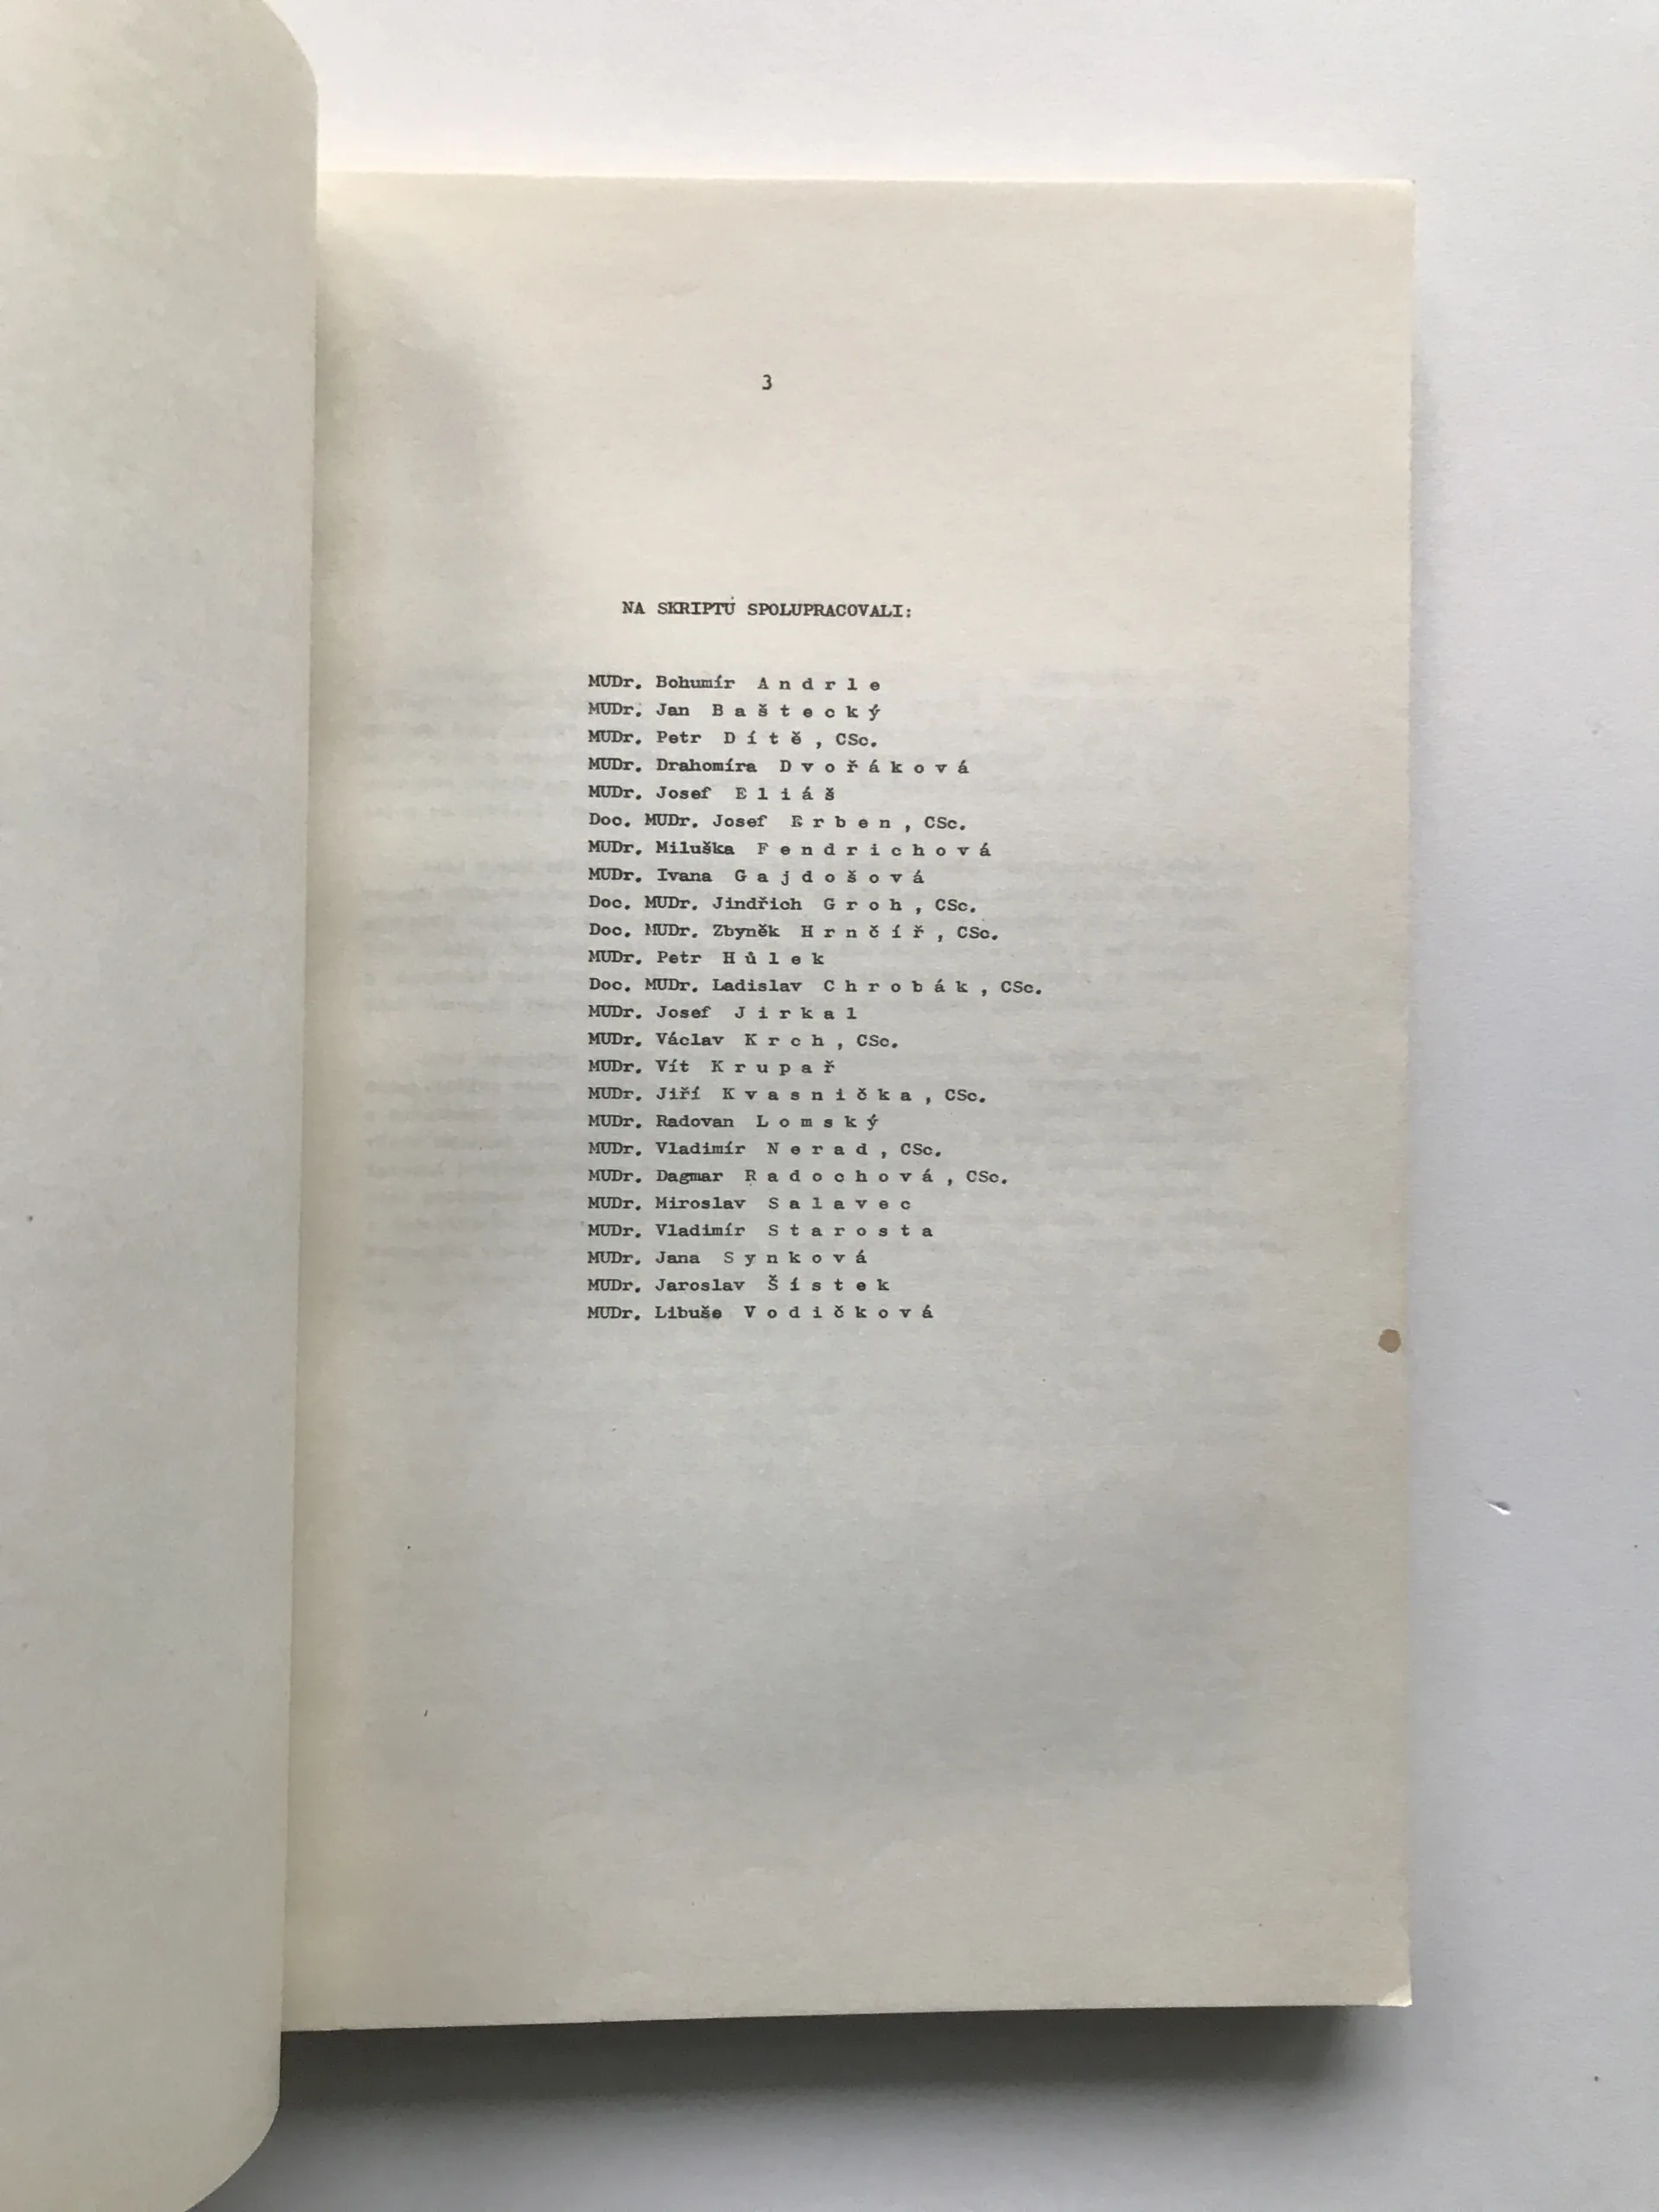 3
NA SKRIPTU SPOLUPRACOVALI:
MUDr. Bohumír A n d r l e
MUDr. Jan B a š t e c k ý
MUDr. Petr D í t ě , CSc.
MUDr. Drahomíra D v o ř á k o v á
MUDr. Josef E l i á š
Doc. MUDr. Josef E r b e n , CSc.
MUDr. Miluška F e n d r i c h o v á
MUDr. Ivana G a j d o š o v á
Doc. MUDr. Jindřich G r o h , CSc.
Doc. MUDr. Zbyněk H r n č í ř , CSc.
MUDr. Petr H ů l e k
Doc. MUDr. Ladislav C h r o b á k , CSc.
MUDr. Josef J i r k a l
MUDr. Václav K r c h , CSc.
MUDr. Vít K r u p a ř
MUDr. Jiří K v a s n i č k a , CSc.
MUDr. Radovan L o m s k ý
MUDr. Vladimír N e r a d , CSc.
MUDr. Dagmar R a d o c h o v á , CSc.
MUDr. Miroslav S a l a v e c
MUDr. Vladimír S t a r o s t a
MUDr. Jana S y n k o v á
MUDr. Jaroslav Š í s t e k
MUDr. Libuše V o d i č k o v á